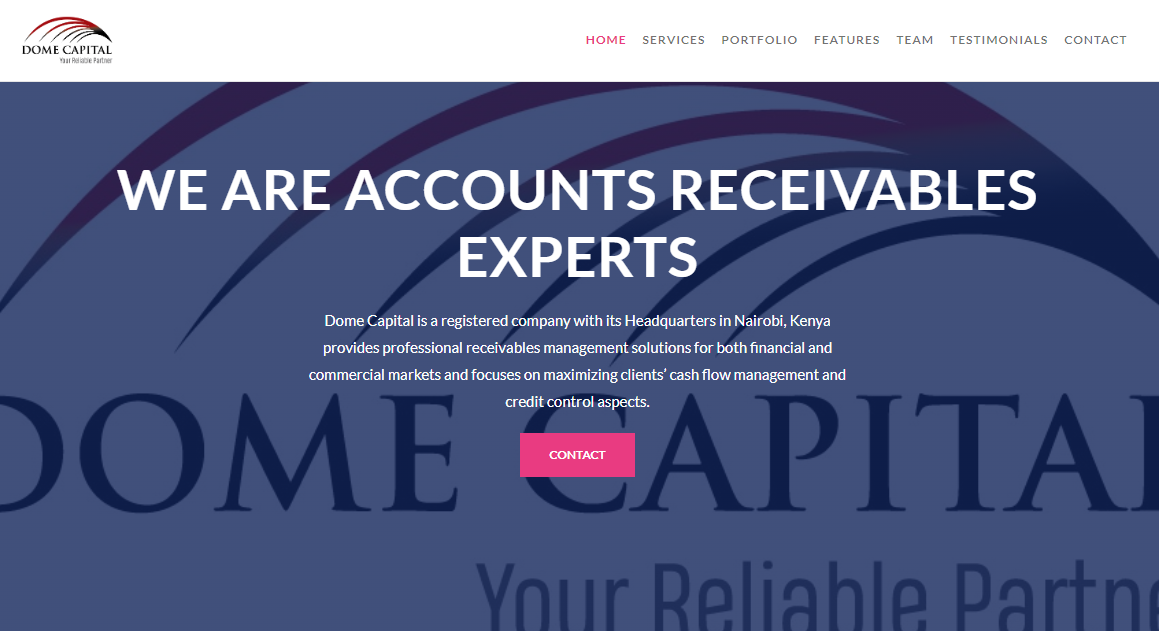 DOME CAPITAL
Your Reliable Partner
HOME SERVICES PORTFOLIO FEATURES TEAM TESTIMONIALS CONTACT
WE ARE ACCOUNTS RECEIVABLES
EXPERTS
Dome Capital is a registered company with its Headquarters in Nairobi, Kenya
provides professional receivables management solutions for both financial and
commercial markets and focuses on maximizing clients’ cash flow management and
credit control aspects.
CONTACT
DOME CAPITAL
Your Reliable Partne